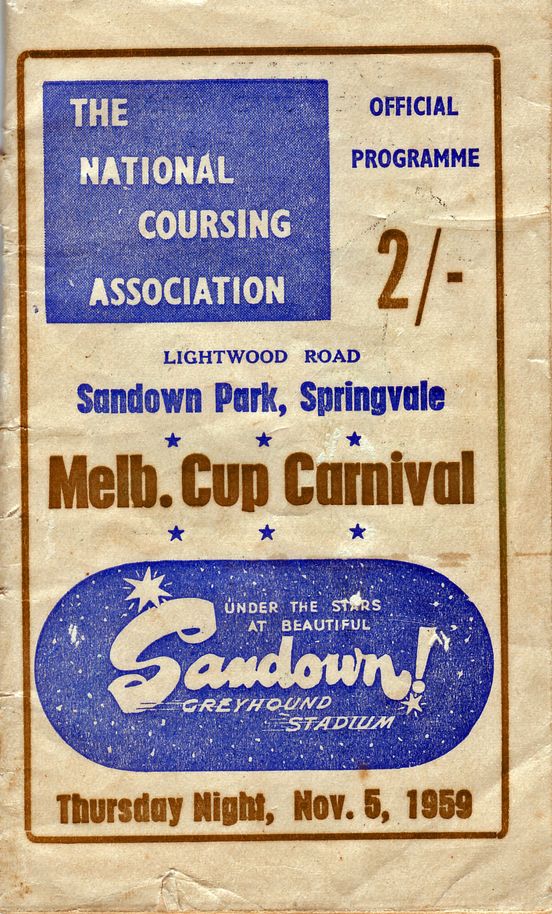 THE
NATIONAL
COURSING
ASSOCIATION
OFFICIAL
PROGRAMME
2/-
LIGHTWOOD ROAD
Sandown Park, Springvale
Melb. Cup Carnival
UNDER THE STARS
AT BEAUTIFUL
Sandown!
GREYHOUND
STADIUM
Thursday Night, Nov. 5, 1959